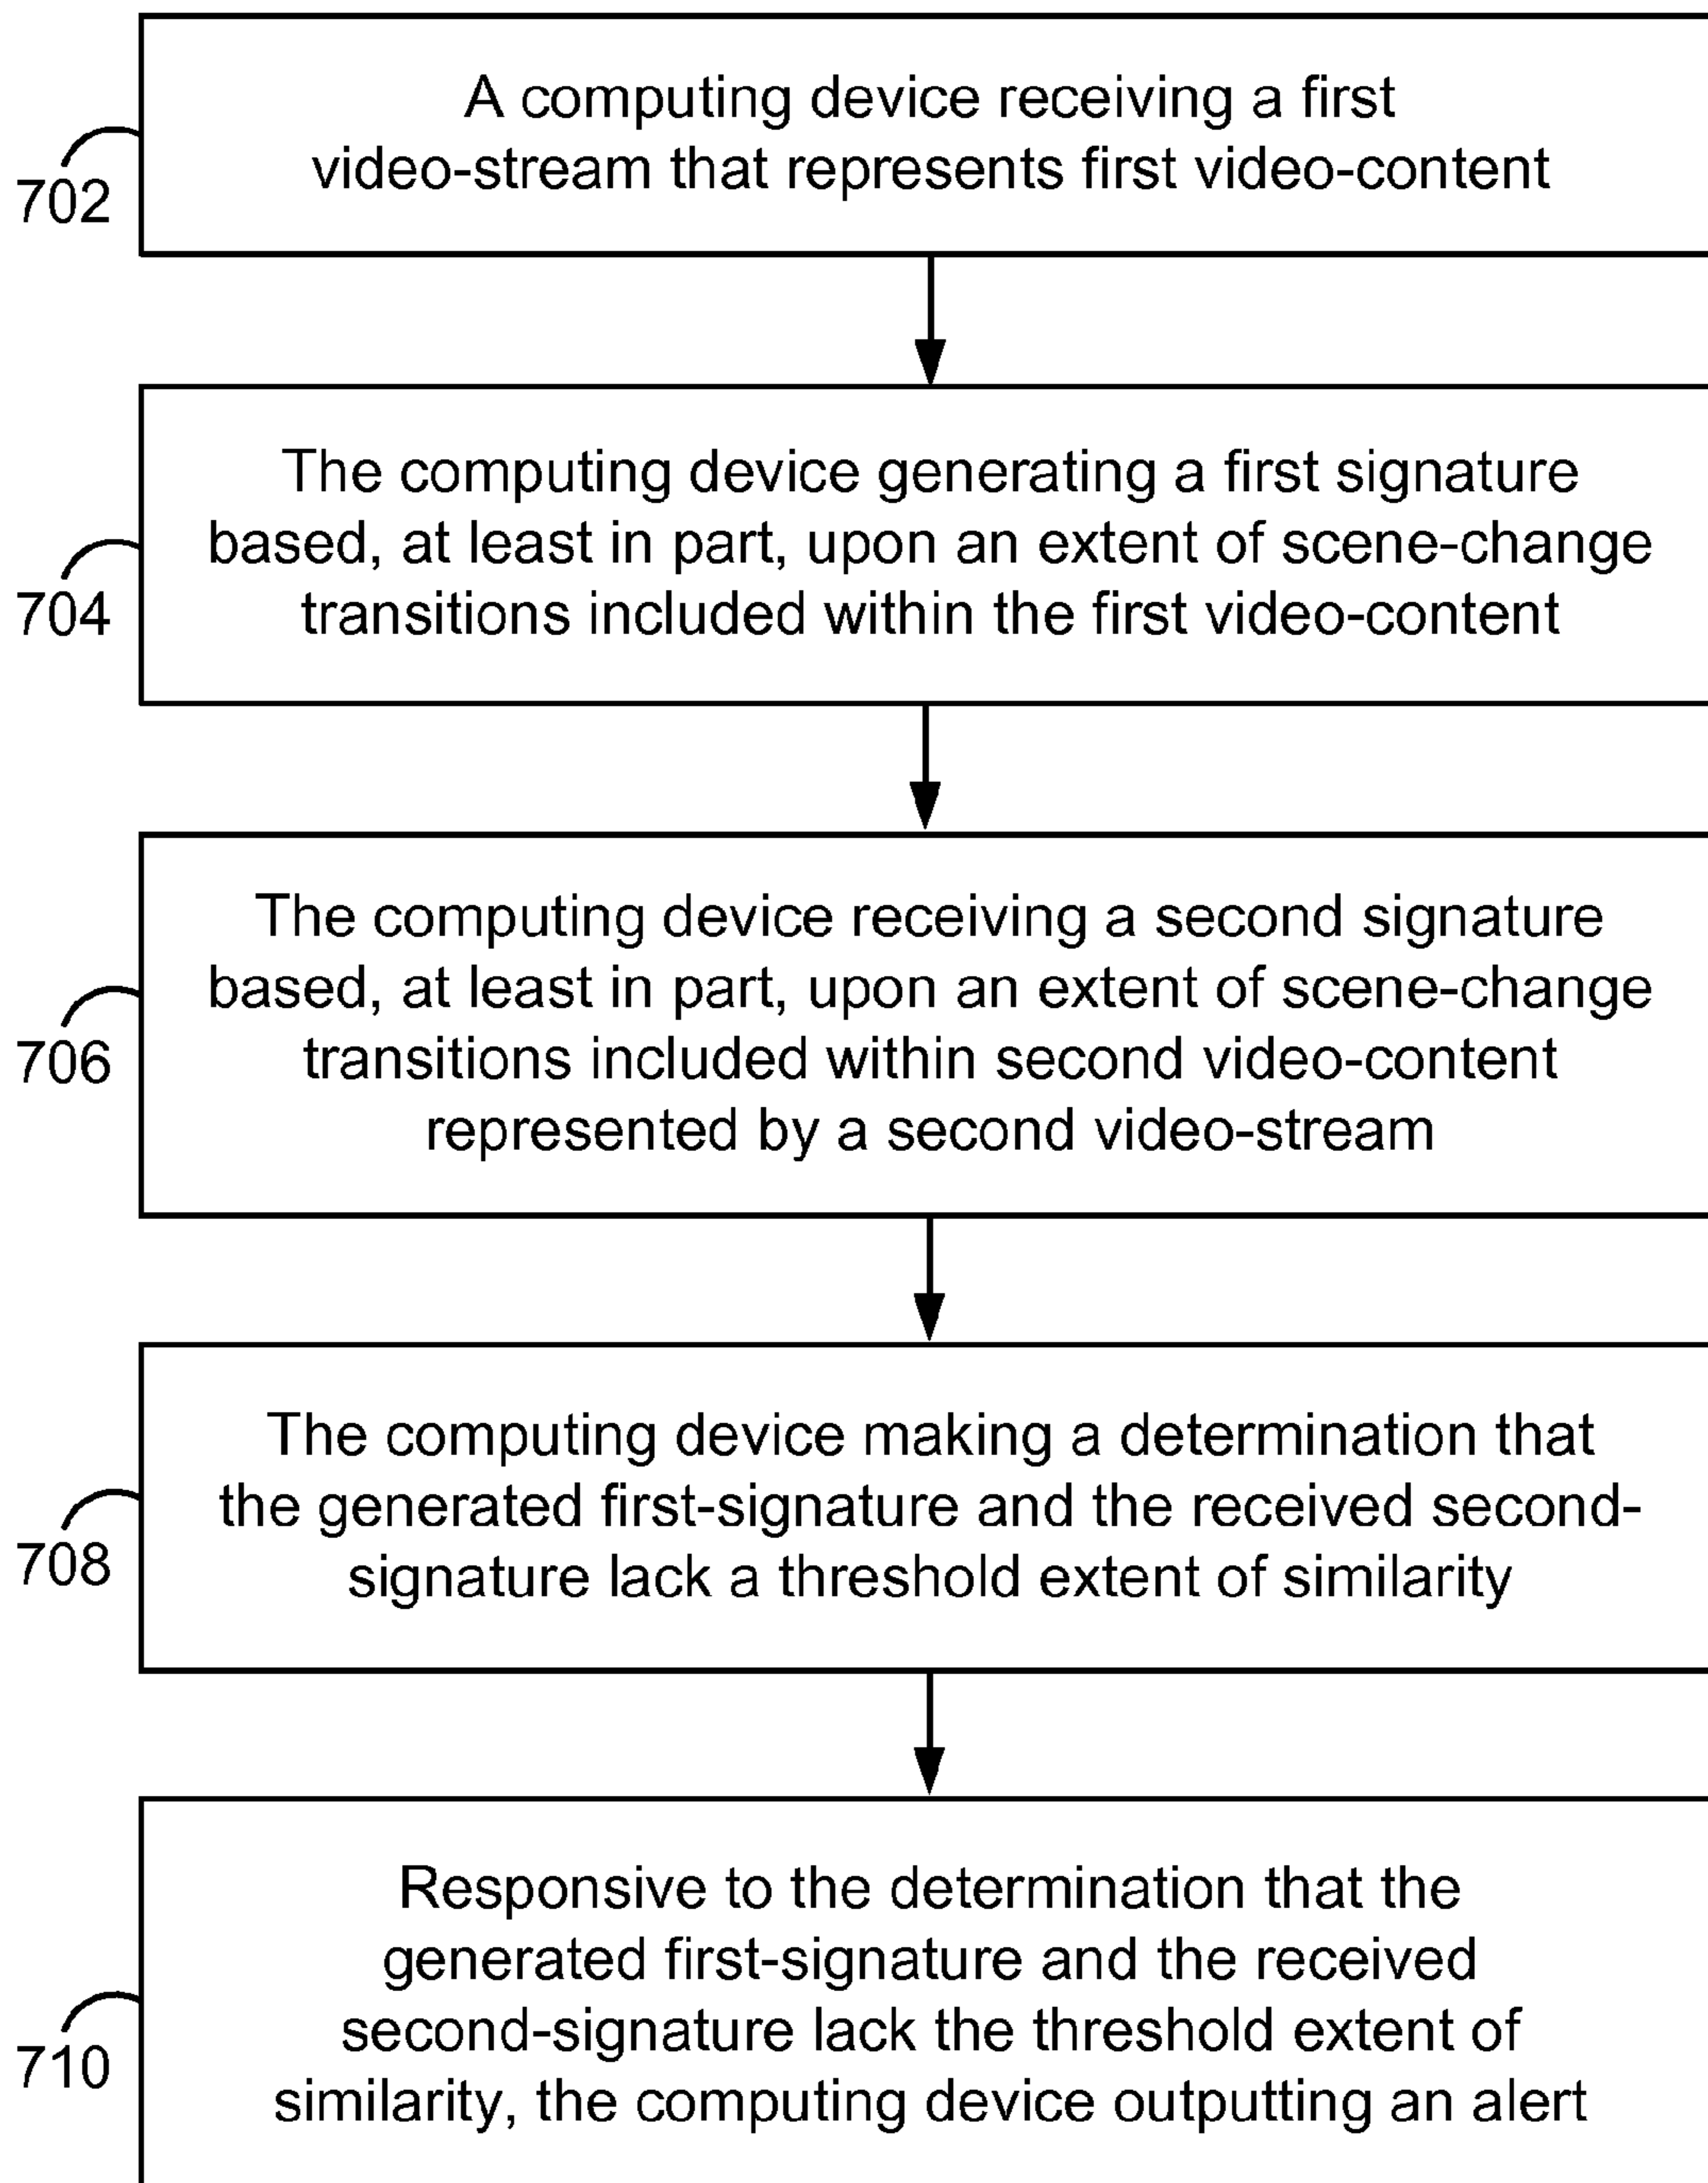 A computing device receiving a first
video-stream that represents first video-content
702
The computing device generating a first signature
based, at least in part, upon an extent of scene-change
transitions included within the first video-content
704
The computing device receiving a second signature
based, at least in part, upon an extent of scene-change
transitions included within second video-content
represented by a second video-stream
706
The computing device making a determination that
the generated first-signature and the received second-
signature lack a threshold extent of similarity
708
Responsive to the determination that the
generated first-signature and the received
second-signature lack the threshold extent of
similarity, the computing device outputting an alert
710